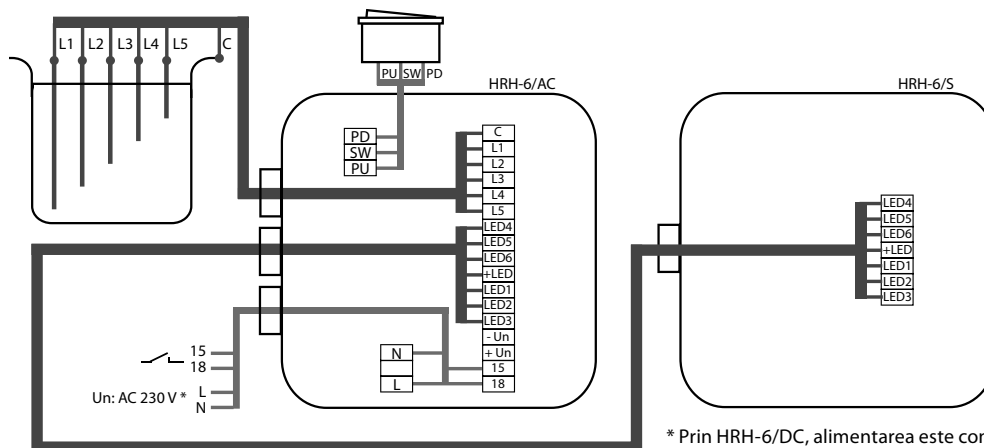 L1 L2 L3 L4 L5 C
PU SW PD
HRH-6/AC
HRH-6/S
PD
SW
PU
C
L1
L2
L3
L4
L5
LED4
LED5
LED6
+LED
LED1
LED2
LED3
- Un
+ Un
15
18
N
L
15
18
Un: AC 230 V *
L
N
LED4
LED5
LED6
+LED
LED1
LED2
LED3
* Prin HRH-6/DC, alimentarea este con